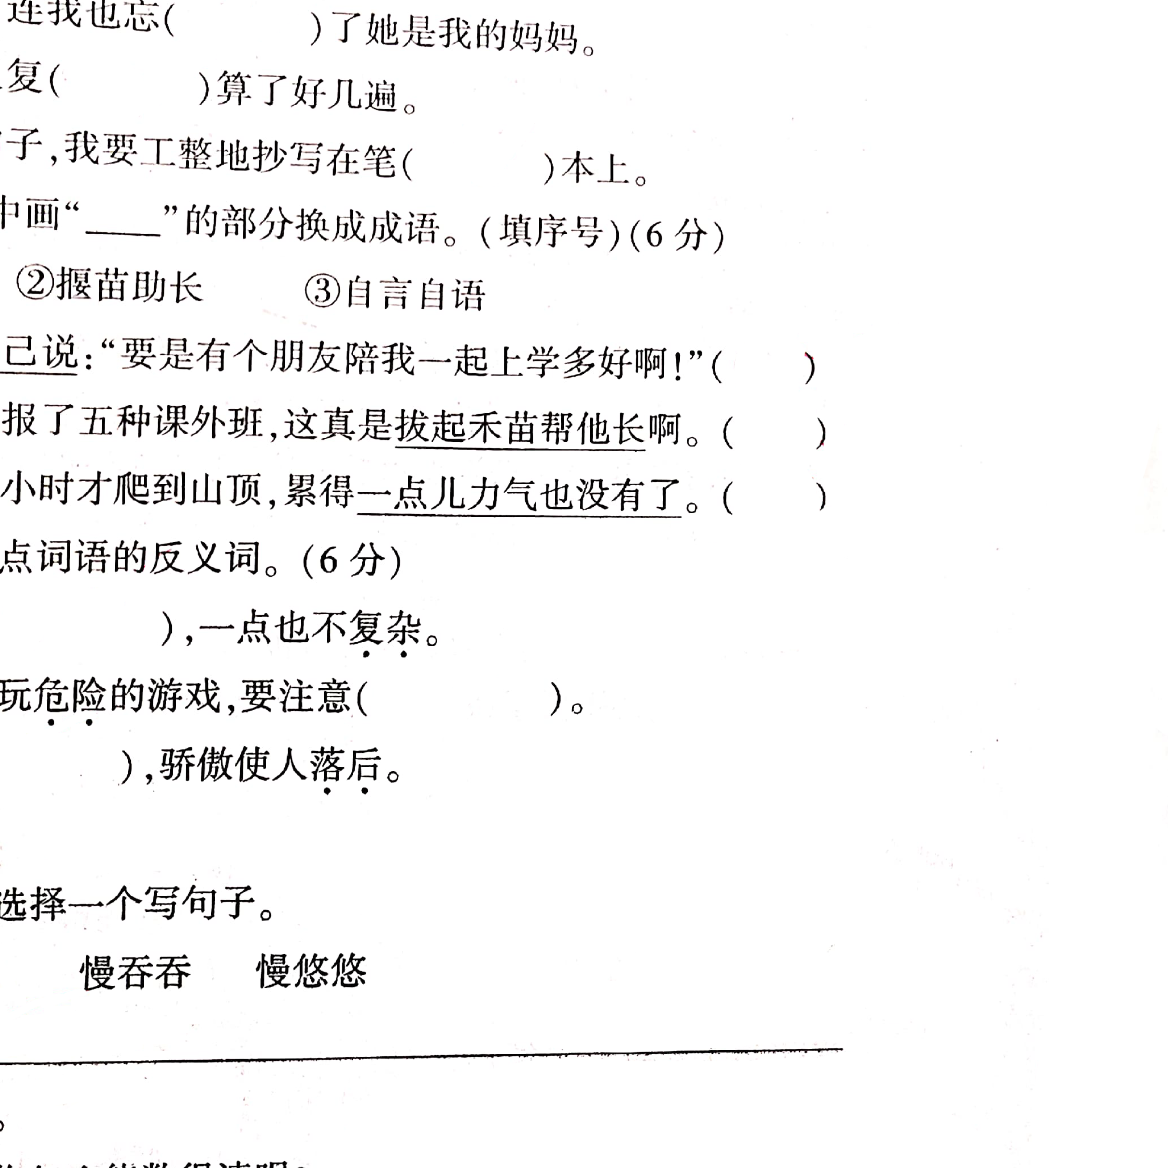 连我也忘(　　)了她是我的妈妈。
复(　　)算了好几遍。
子,我要工整地抄写在笔(　　)本上。
中画“____”的部分换成成语。(填序号)(6分)
②揠苗助长　③自言自语
己说:“要是有个朋友陪我一起上学多好啊!”(　　)
报了五种课外班,这真是拔起禾苗帮他长啊。(　　)
小时才爬到山顶,累得一点儿力气也没有了。(　　)
点词语的反义词。(6分)
),一点也不复杂。
玩危险的游戏,要注意(　　)。
),骄傲使人落后。
选择一个写句子。
慢吞吞　慢悠悠
。